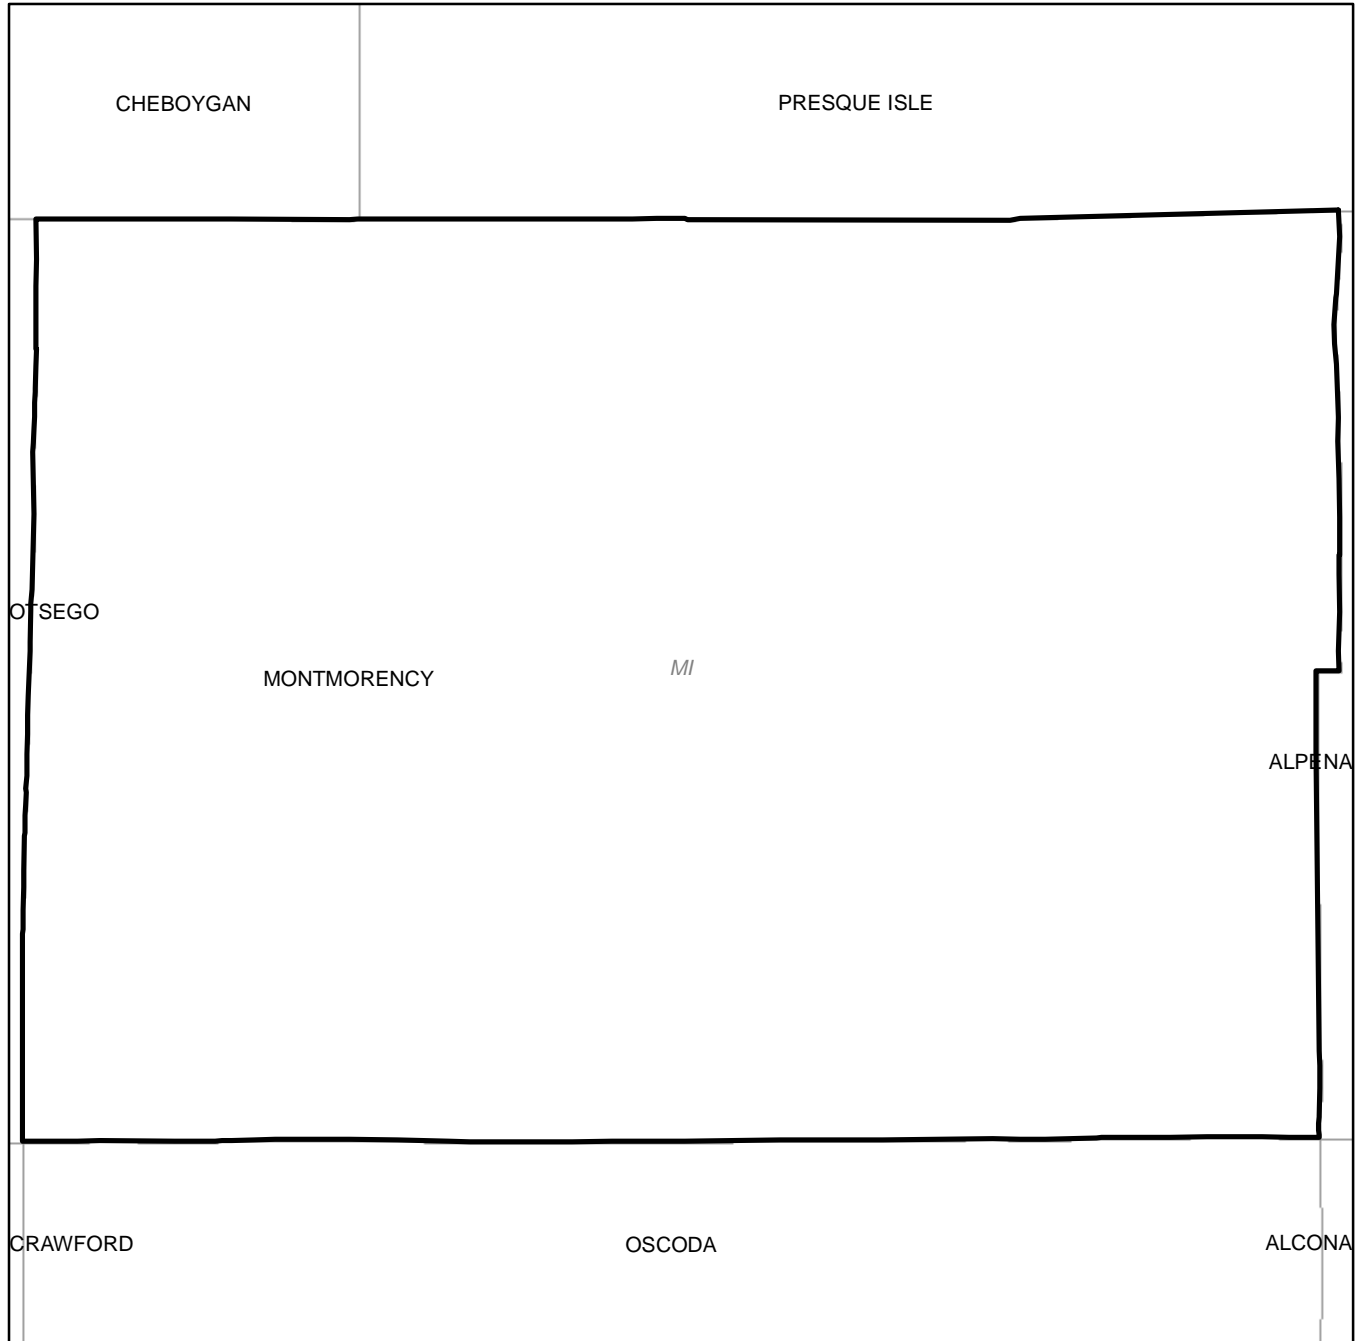 CHEBOYGAN
PRESQUE ISLE
OTSEGO
MONTMORENCY
MI
ALPENA
CRAWFORD
OSCODA
ALCONA